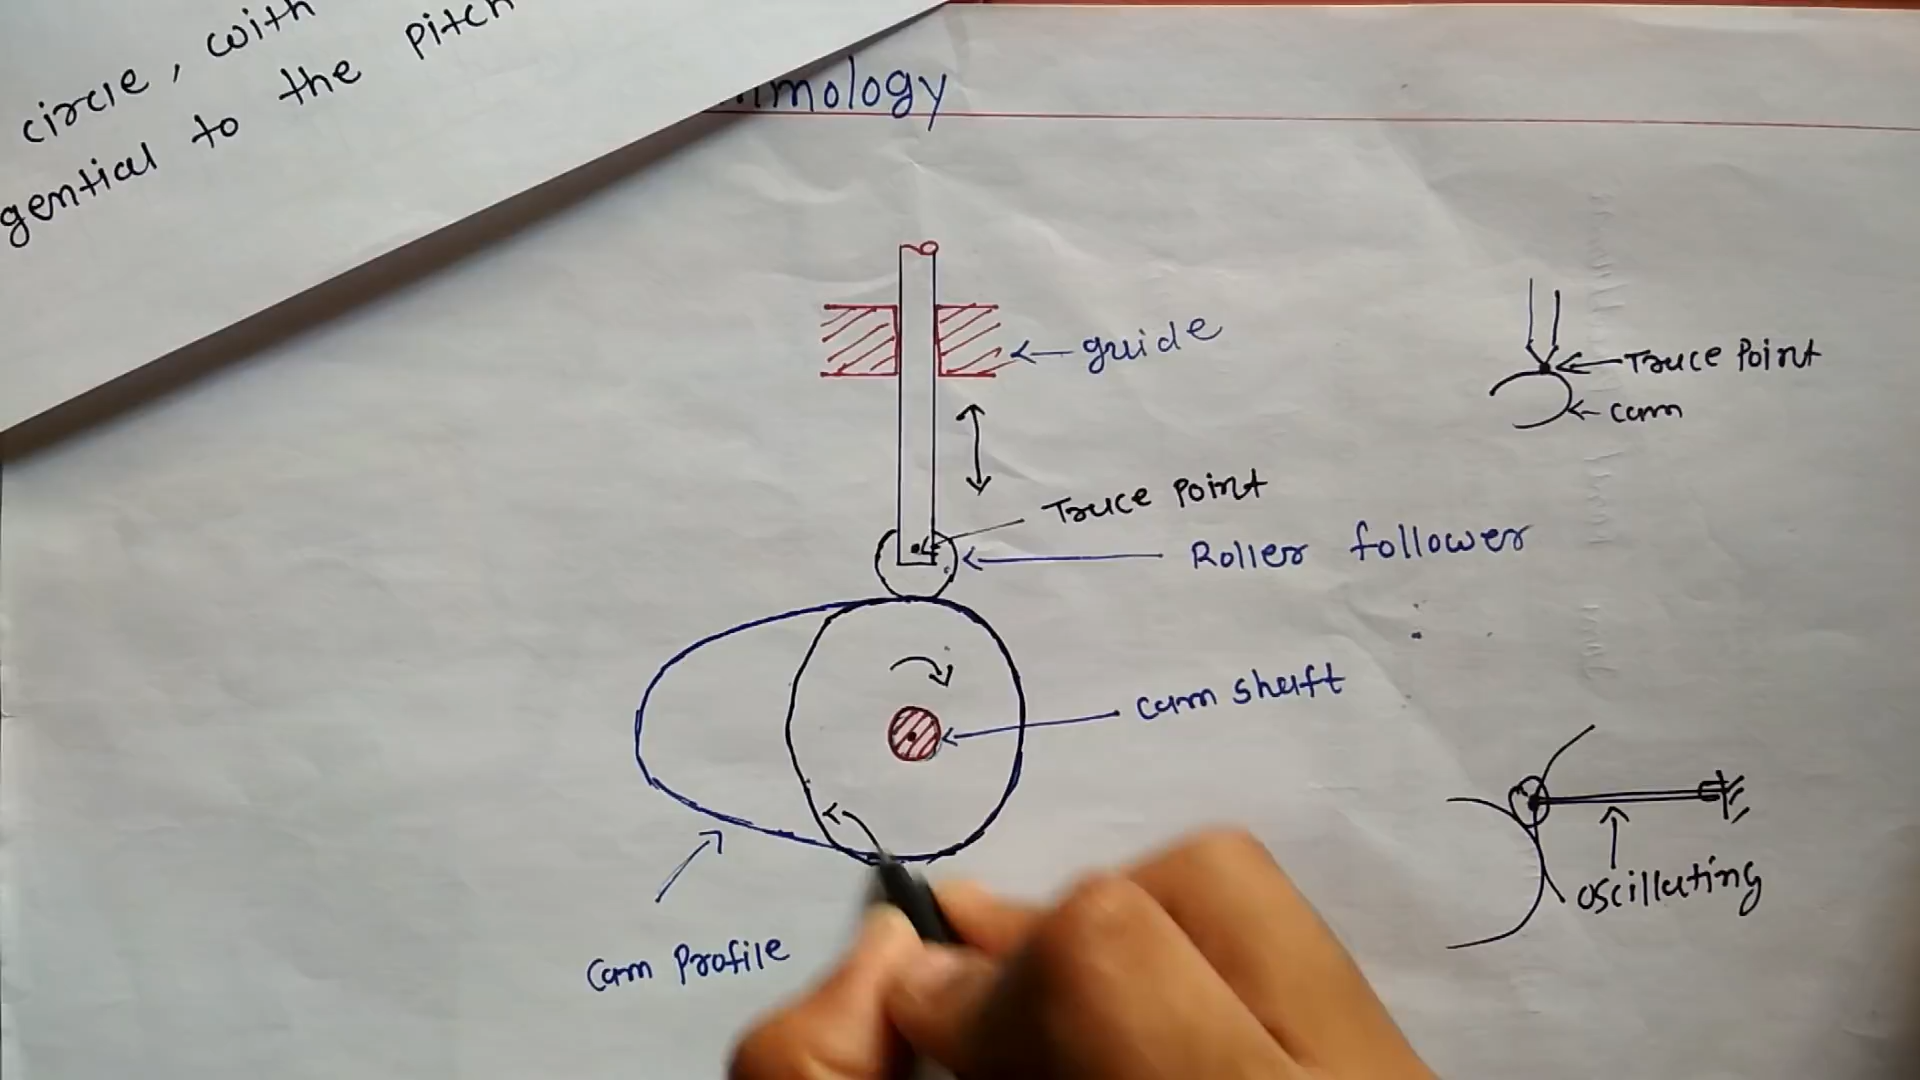 circle, with
gential to the pitch
mology
guide
Trace Point
Cam
Trace Point
Roller follower
Cam shaft
oscillating
Cam Profile